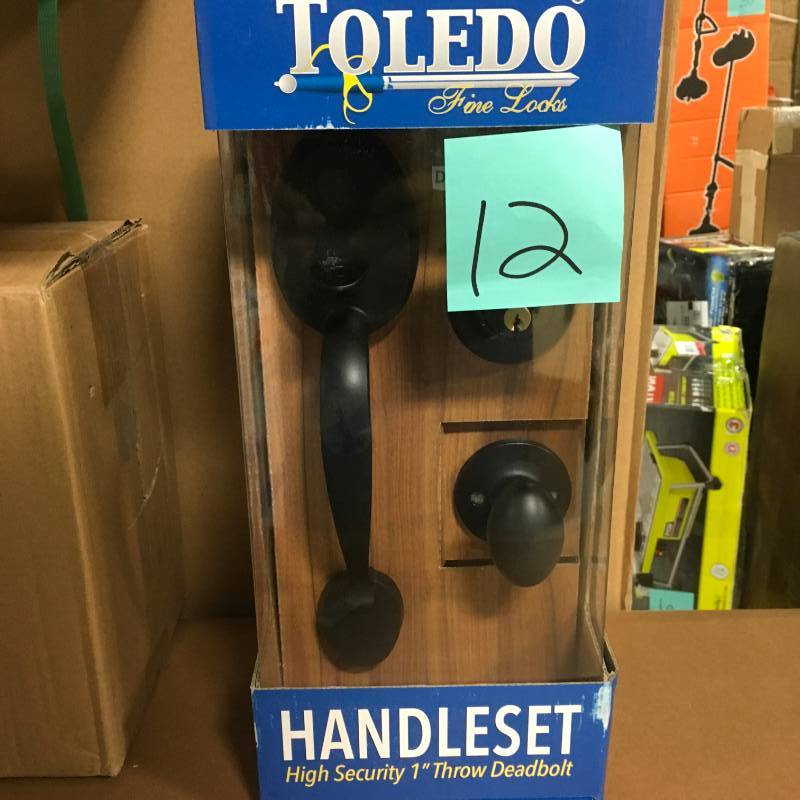 TOLEDO
Fine Locks
D
12
HANDLESET
High Security 1" Throw Deadbolt